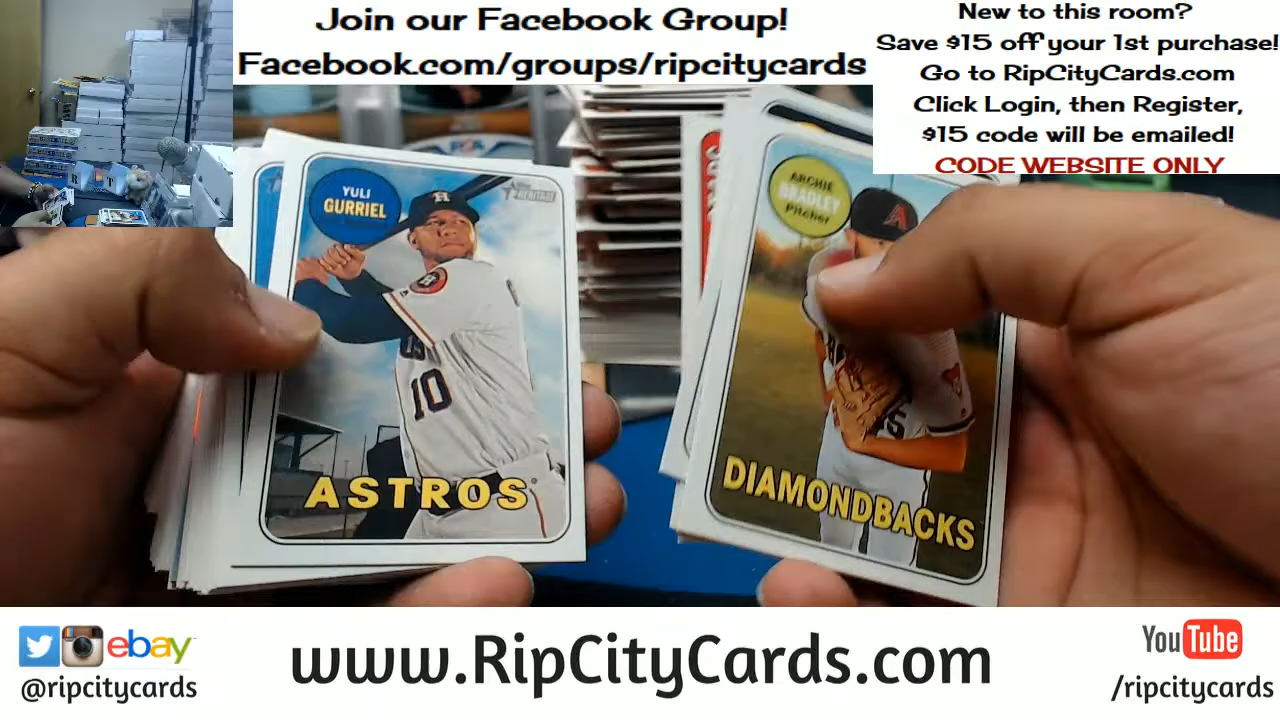 Join our Facebook Group!
Facebook.com/groups/ripcitycards
New to this room?
Save $15 off your 1st purchase!
Go to RipCityCards.com
Click Login, then Register,
$15 code will be emailed!
CODE WEBSITE ONLY
YULI
GURRIEL
HERITAGE
H
10
ASTROS
ARCHIE
BRADLEY
Pitcher
A
DIAMONDBACKS
ebay
@ripcitycards
www.RipCityCards.com
YouTube
/ripcitycards